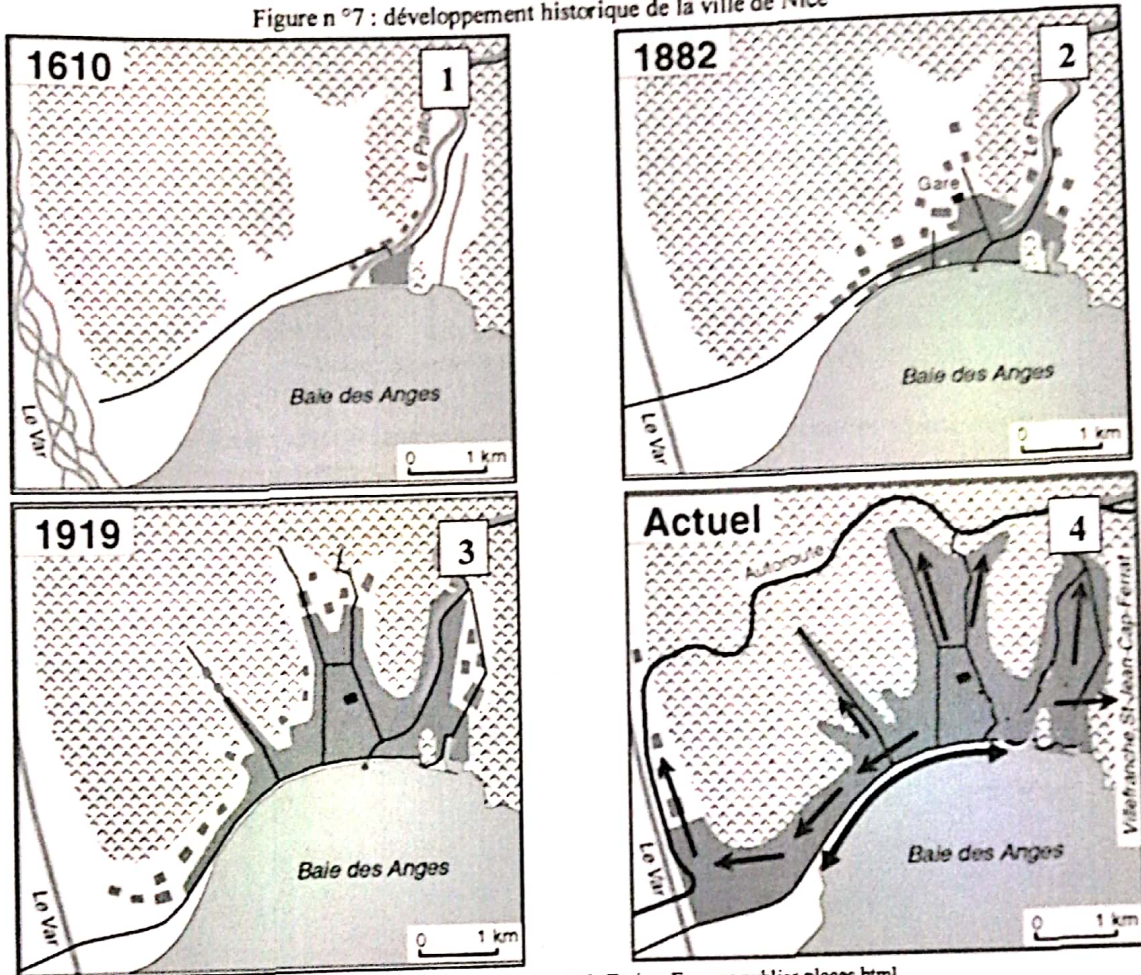 Figure n °7 : développement historique de la ville de Nice
1610
1
Le Paillon
Le Var
Baie des Anges
0 1 km
1882
2
Gare
Baie des Anges
Le Var
0 1 km
1919
3
Le Var
Baie des Anges
0 1 km
Actuel
4
Autoroute
Villefranche St Jean Cap Ferrat
Le Var
Baie des Anges
0 1 km